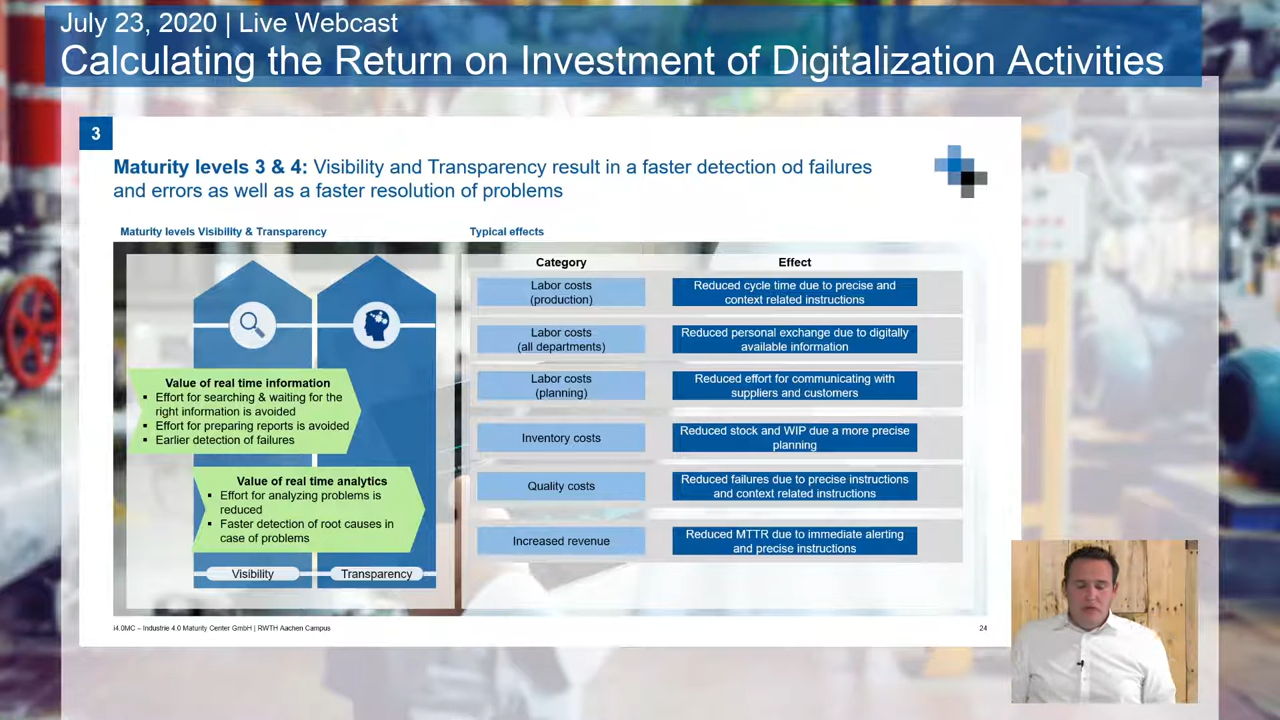 July 23, 2020 | Live Webcast
Calculating the Return on Investment of Digitalization Activities
3
Maturity levels 3 & 4: Visibility and Transparency result in a faster detection od failures
and errors as well as a faster resolution of problems
Maturity levels Visibility & Transparency
Value of real time information
▪ Effort for searching & waiting for the
right information is avoided
▪ Effort for preparing reports is avoided
▪ Earlier detection of failures
Value of real time analytics
▪ Effort for analyzing problems is
reduced
▪ Faster detection of root causes in
case of problems
Visibility
Transparency
Typical effects
Category
Effect
Labor costs
(production)
Reduced cycle time due to precise and
context related instructions
Labor costs
(all departments)
Reduced personal exchange due to digitally
available information
Labor costs
(planning)
Reduced effort for communicating with
suppliers and customers
Inventory costs
Reduced stock and WIP due a more precise
planning
Quality costs
Reduced failures due to precise instructions
and context related instructions
Increased revenue
Reduced MTTR due to immediate alerting
and precise instructions
i4.0MC – Industrie 4.0 Maturity Center GmbH | RWTH Aachen Campus
24